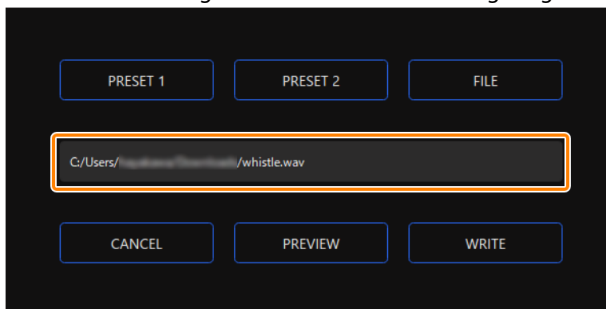 PRESET 1 PRESET 2 FILE
C:/Users/ /whistle.wav
CANCEL PREVIEW WRITE